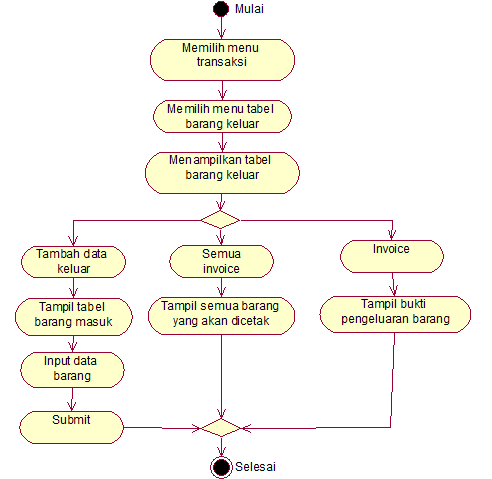 Mulai
Memilih menu
transaksi
Memilih menu tabel
barang keluar
Menampilkan tabel
barang keluar
Tambah data
keluar
Semua
invoice
Invoice
Tampil tabel
barang masuk
Tampil semua barang
yang akan dicetak
Tampil bukti
pengeluaran barang
Input data
barang
Submit
Selesai